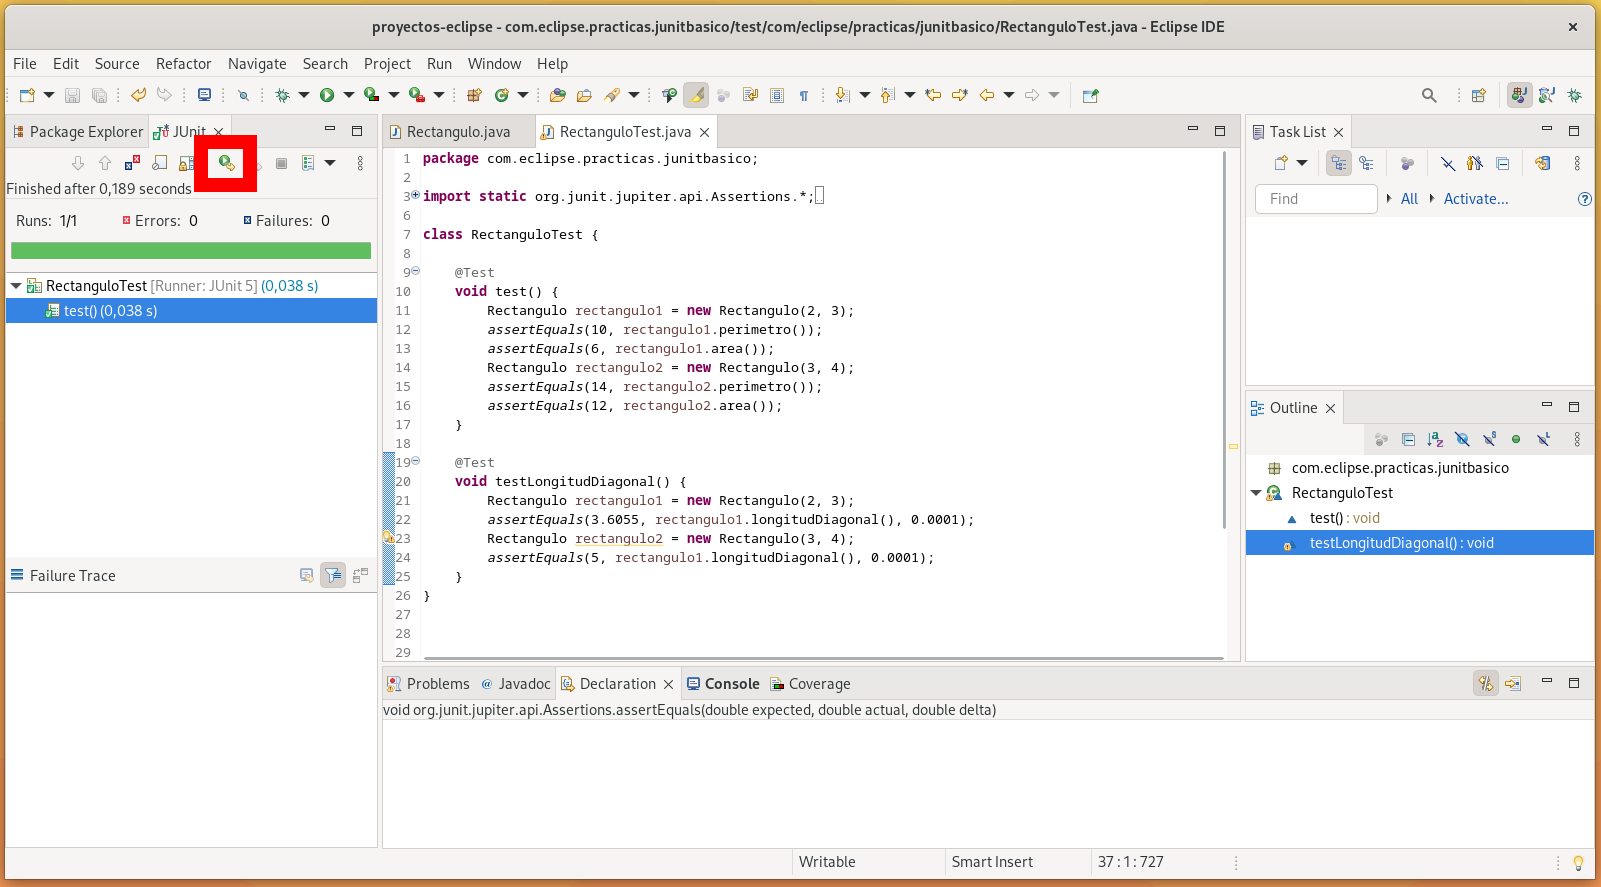 proyectos-eclipse - com.eclipse.practicas.junitbasico/test/com/eclipse/practicas/junitbasico/RectanguloTest.java - Eclipse IDE
File Edit Source Refactor Navigate Search Project Run Window Help
Package Explorer
JUnit
Finished after 0,189 seconds
Runs: 1/1 Errors: 0 Failures: 0
RectanguloTest [Runner: JUnit 5] (0,038 s)
test() (0,038 s)
Failure Trace
Rectangulo.java
RectanguloTest.java
1 package com.eclipse.practicas.junitbasico;
2
3 import static org.junit.jupiter.api.Assertions.*;
6
7 class RectanguloTest {
8
9     @Test
10     void test() {
11         Rectangulo rectangulo1 = new Rectangulo(2, 3);
12         assertEquals(10, rectangulo1.perimetro());
13         assertEquals(6, rectangulo1.area());
14         Rectangulo rectangulo2 = new Rectangulo(3, 4);
15         assertEquals(14, rectangulo2.perimetro());
16         assertEquals(12, rectangulo2.area());
17     }
18
19     @Test
20     void testLongitudDiagonal() {
21         Rectangulo rectangulo1 = new Rectangulo(2, 3);
22         assertEquals(3.6055, rectangulo1.longitudDiagonal(), 0.0001);
23         Rectangulo rectangulo2 = new Rectangulo(3, 4);
24         assertEquals(5, rectangulo1.longitudDiagonal(), 0.0001);
25     }
26 }
27
28
29
Task List
Find
All
Activate...
Outline
com.eclipse.practicas.junitbasico
RectanguloTest
test() : void
testLongitudDiagonal() : void
Problems
@ Javadoc
Declaration
Console
Coverage
void org.junit.jupiter.api.Assertions.assertEquals(double expected, double actual, double delta)
Writable
Smart Insert
37 : 1 : 727